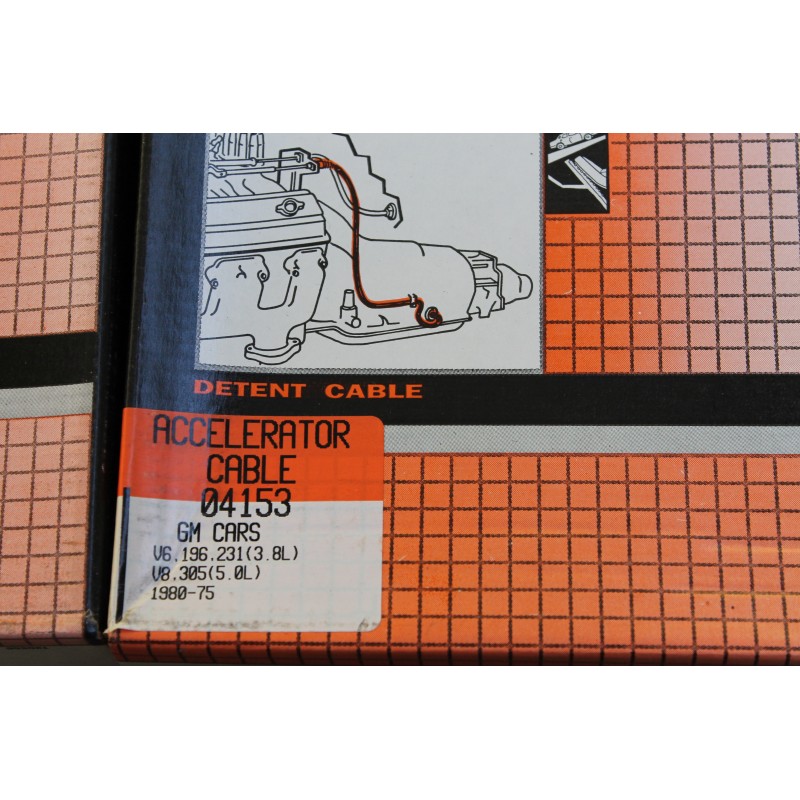 DETENT CABLE
ACCELERATOR
CABLE
04153
GM CARS
V6.196.231(3.8L)
V8.305(5.0L)
1980-75